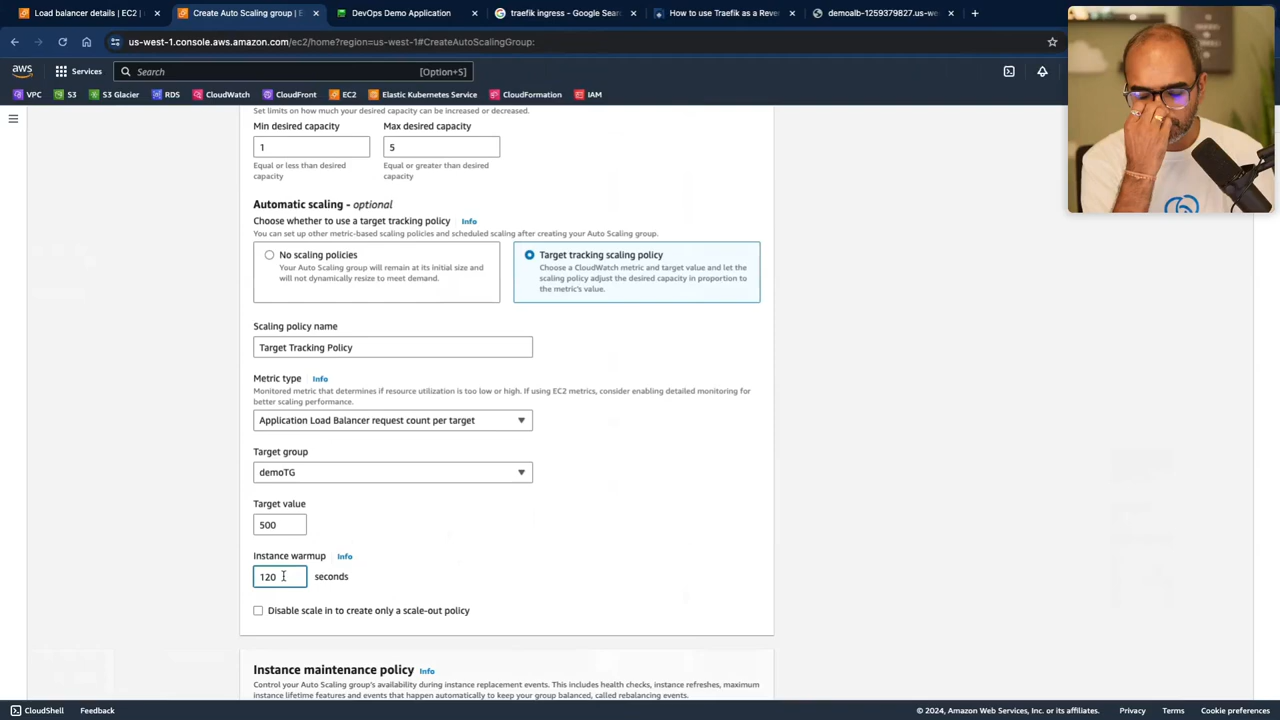 Load balancer details | EC2 |
Create Auto Scaling group | E
DevOps Demo Application
traefik ingress - Google Sear
How to use Traefik as a Reve
demoalb-1259379827.us-we
us-west-1.console.aws.amazon.com/ec2/home?region=us-west-1#CreateAutoScalingGroup:
aws
Services
Search
[Option+S]
VPC
S3
S3 Glacier
RDS
CloudWatch
CloudFront
EC2
Elastic Kubernetes Service
CloudFormation
IAM
Set limits on how much your desired capacity can be increased or decreased.
Min desired capacity
Max desired capacity
1
5
Equal or less than desired
capacity
Equal or greater than desired
capacity
Automatic scaling - optional
Choose whether to use a target tracking policy Info
You can set up other metric-based scaling policies and scheduled scaling after creating your Auto Scaling group.
No scaling policies
Your Auto Scaling group will remain at its initial size and
will not dynamically resize to meet demand.
Target tracking scaling policy
Choose a CloudWatch metric and target value and let the
scaling policy adjust the desired capacity in proportion to
the metric's value.
Scaling policy name
Target Tracking Policy
Metric type Info
Monitored metric that determines if resource utilization is too low or high. If using EC2 metrics, consider enabling detailed monitoring for
better scaling performance.
Application Load Balancer request count per target
Target group
demoTG
Target value
500
Instance warmup Info
120
seconds
Disable scale in to create only a scale-out policy
Instance maintenance policy Info
Control your Auto Scaling group's availability during instance replacement events. This includes health checks, instance refreshes, maximum
instance lifetime features and events that happen automatically to keep your group balanced, called rebalancing events.
CloudShell
Feedback
© 2024, Amazon Web Services, Inc. or its affiliates.
Privacy
Terms
Cookie preferences